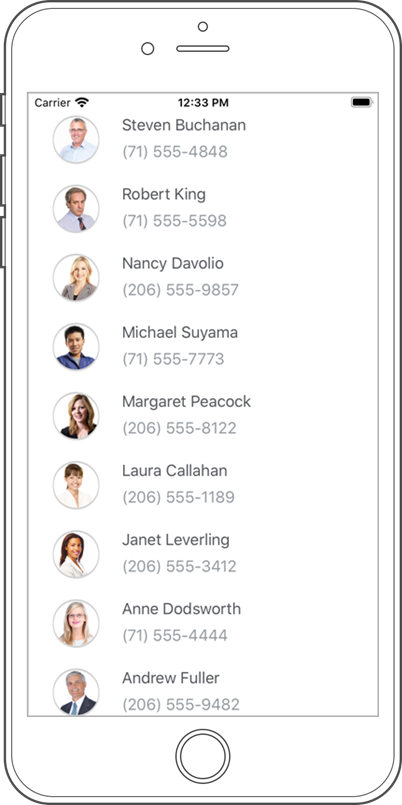 Carrier 12:33 PM
Steven Buchanan
(71) 555-4848
Robert King
(71) 555-5598
Nancy Davolio
(206) 555-9857
Michael Suyama
(71) 555-7773
Margaret Peacock
(206) 555-8122
Laura Callahan
(206) 555-1189
Janet Leverling
(206) 555-3412
Anne Dodsworth
(71) 555-4444
Andrew Fuller
(206) 555-9482